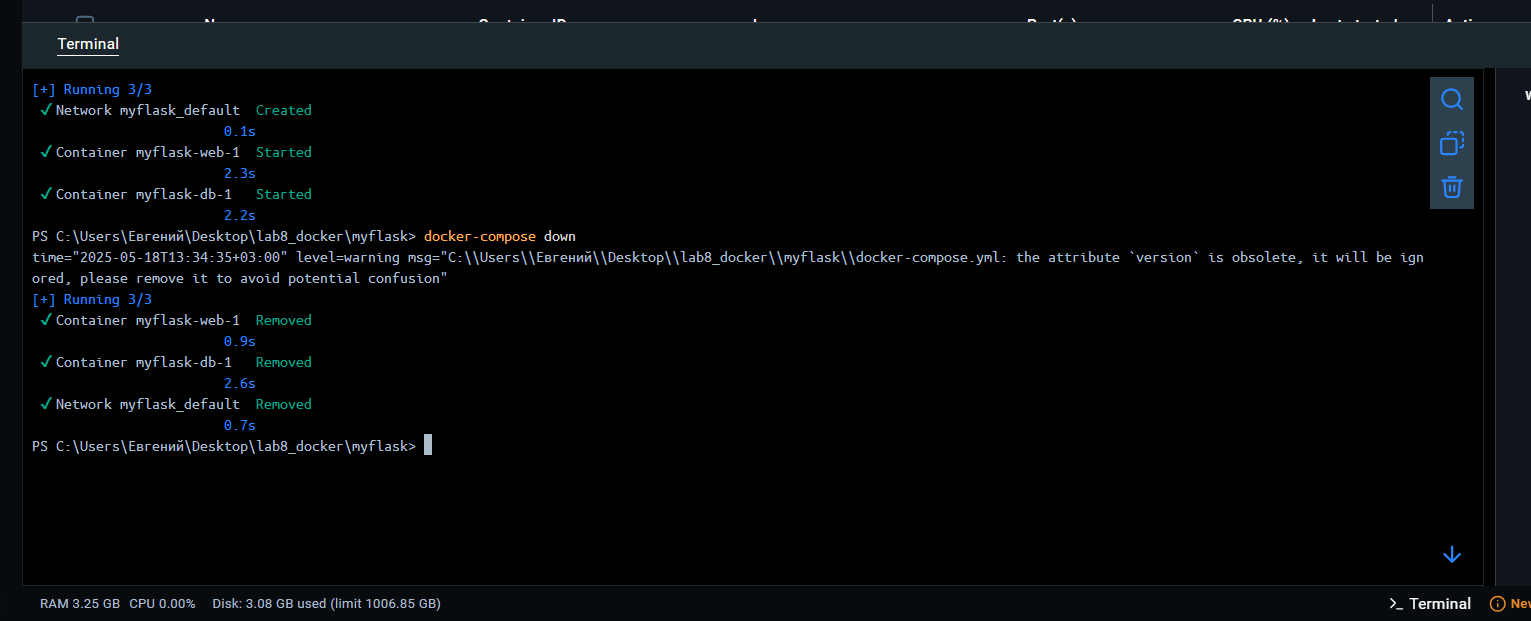 Terminal
[+] Running 3/3
✓Network myflask_default  Created
0.1s
✓Container myflask-web-1  Started
2.3s
✓Container myflask-db-1   Started
2.2s
PS C:\Users\Евгений\Desktop\lab8_docker\myflask> docker-compose down
time="2025-05-18T13:34:35+03:00" level=warning msg="C:\\Users\\Евгений\\Desktop\\lab8_docker\\myflask\\docker-compose.yml: the attribute `version` is obsolete, it will be ign
ored, please remove it to avoid potential confusion"
[+] Running 3/3
✓Container myflask-web-1  Removed
0.9s
✓Container myflask-db-1   Removed
2.6s
✓Network myflask_default  Removed
0.7s
PS C:\Users\Евгений\Desktop\lab8_docker\myflask>
RAM 3.25 GB CPU 0.00% Disk: 3.08 GB used (limit 1006.85 GB)
>_ Terminal